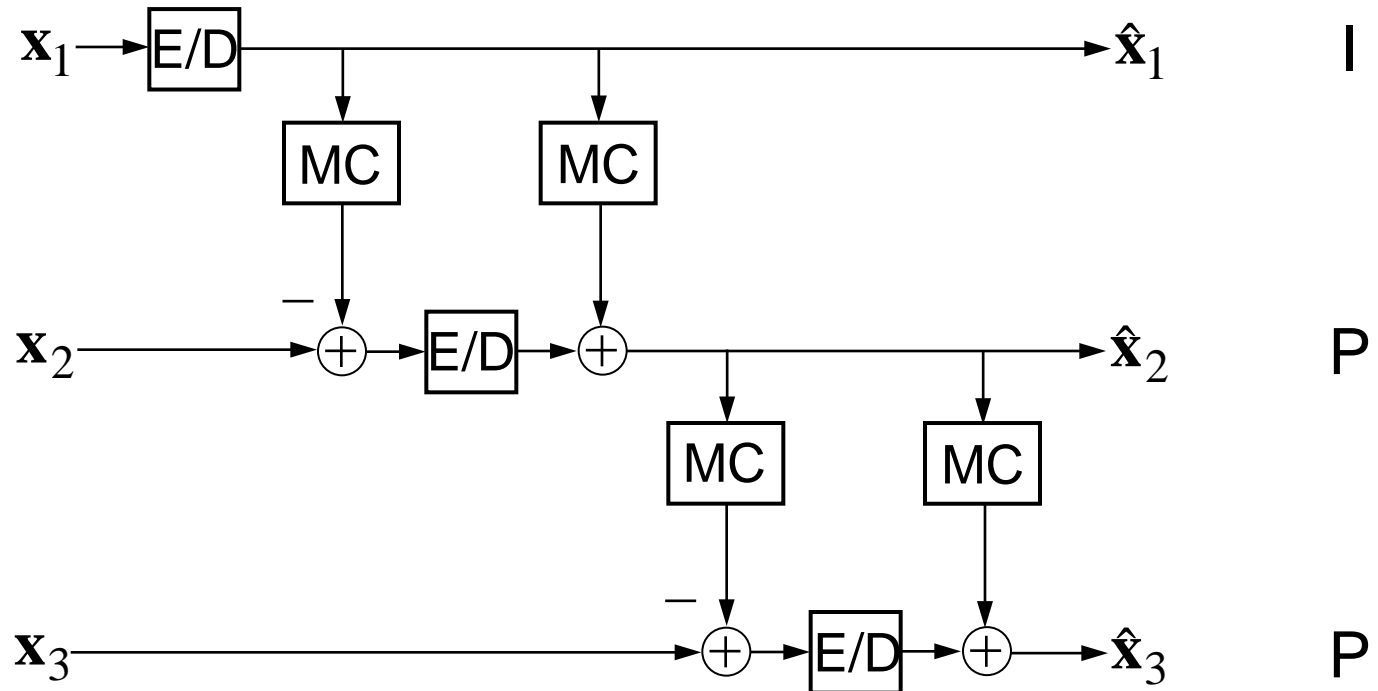 x₁ E/D x̂₁ I
MC MC
−
x₂ + E/D + x̂₂ P
MC MC
−
x₃ + E/D + x̂₃ P